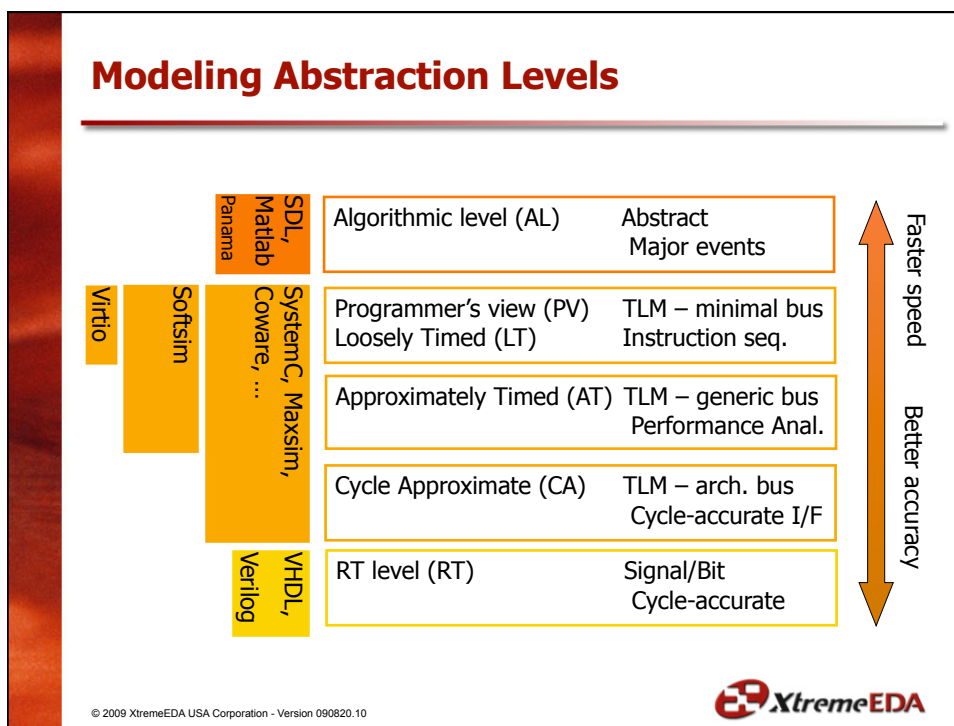 Modeling Abstraction Levels
SDL,
Matlab
Panama
Algorithmic level (AL) Abstract
Major events
Virtio
Softsim
SystemC, Maxsim,
Coware, ...
Programmer’s view (PV) TLM – minimal bus
Loosely Timed (LT) Instruction seq.
Approximately Timed (AT) TLM – generic bus
Performance Anal.
Cycle Approximate (CA) TLM – arch. bus
Cycle-accurate I/F
VHDL,
Verilog
RT level (RT) Signal/Bit
Cycle-accurate
Faster speed
Better accuracy
© 2009 XtremeEDA USA Corporation - Version 090820.10
XtremeEDA